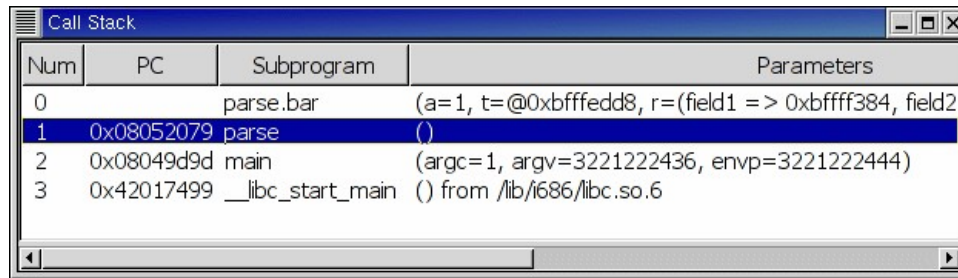 Call Stack
Num PC Subprogram Parameters
0 parse.bar (a=1, t=@0xbfffedd8, r=(field1 => 0xbffff384, field2
1 0x08052079 parse ()
2 0x08049d9d main (argc=1, argv=3221222436, envp=3221222444)
3 0x42017499 __libc_start_main () from /lib/i686/libc.so.6